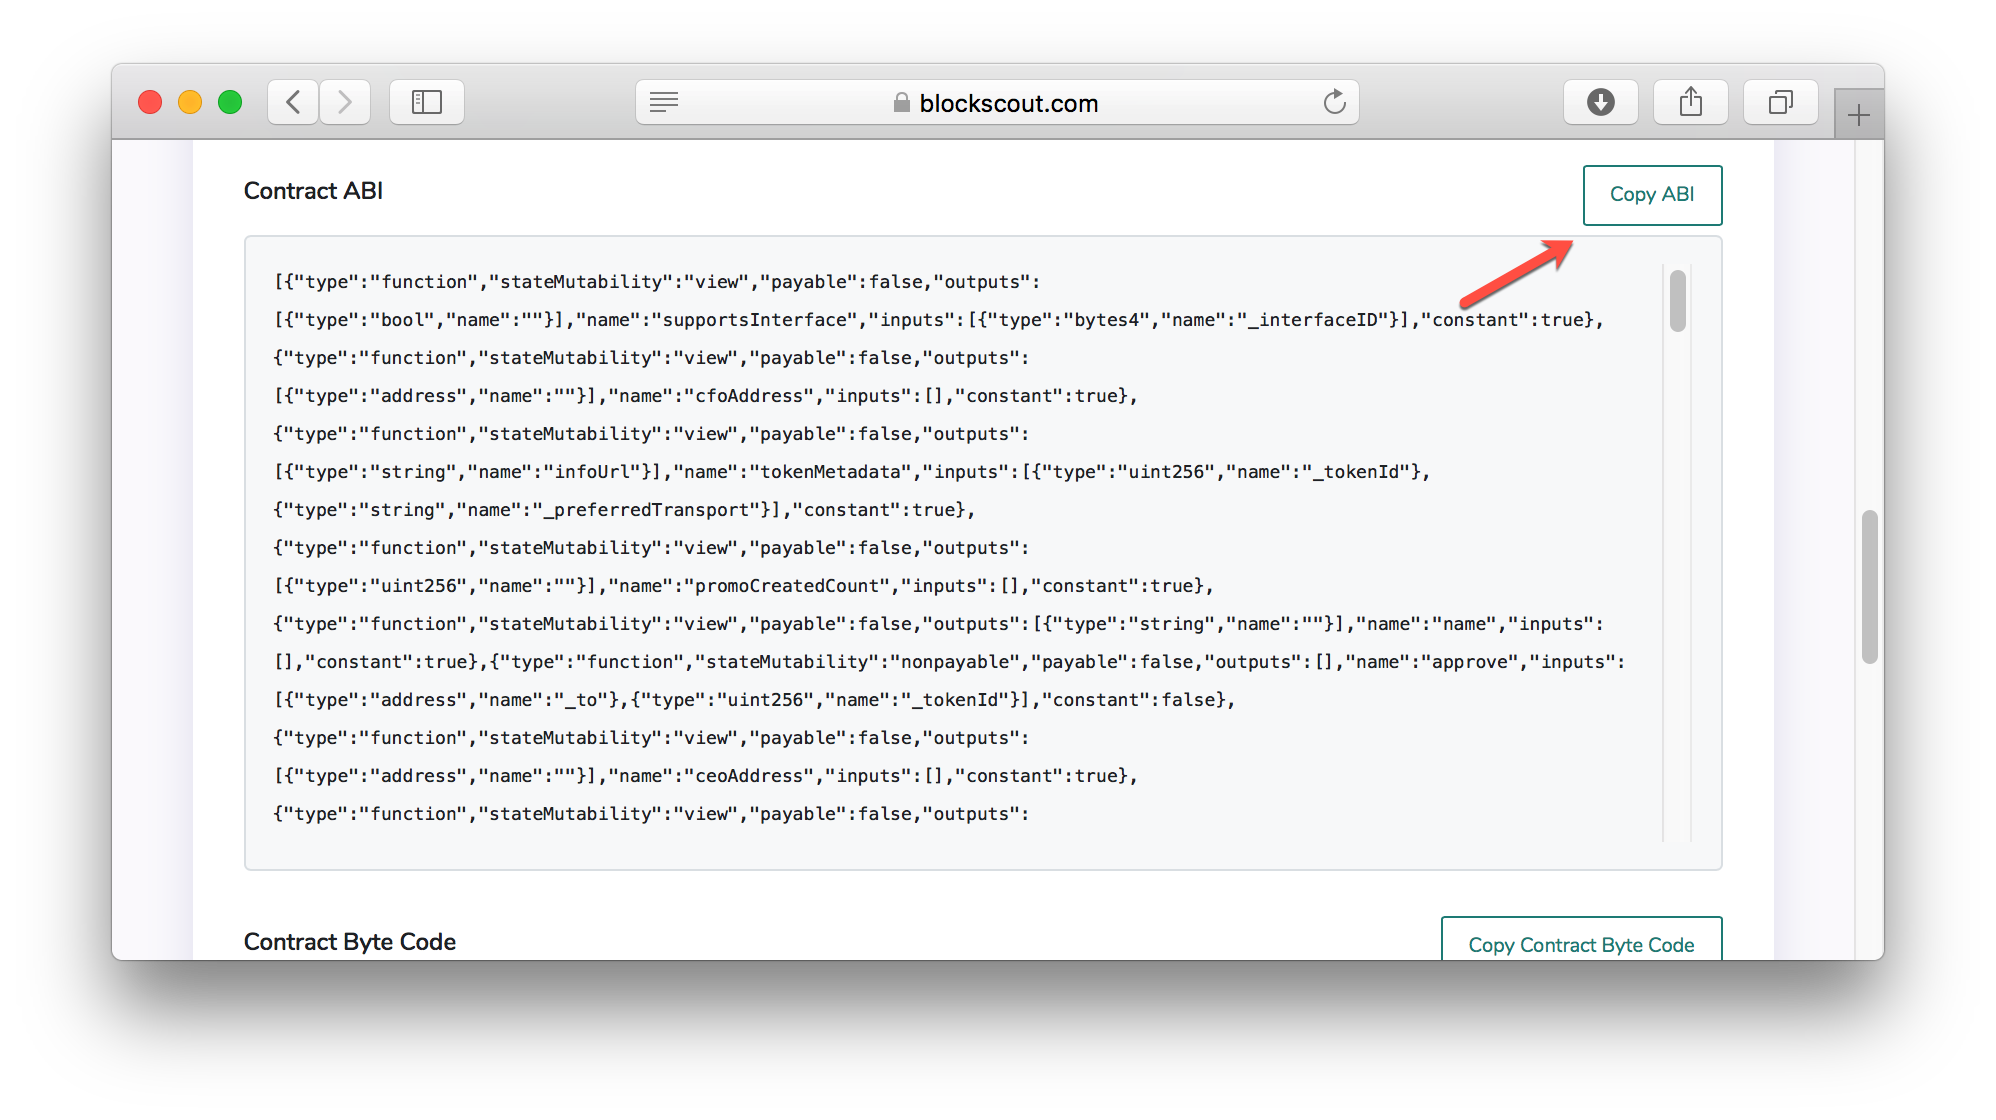 blockscout.com
Contract ABI
Copy ABI
[{"type":"function","stateMutability":"view","payable":false,"outputs":
[{"type":"bool","name":""}],"name":"supportsInterface","inputs":[{"type":"bytes4","name":"_interfaceID"}],"constant":true},
{"type":"function","stateMutability":"view","payable":false,"outputs":
[{"type":"address","name":""}],"name":"cfoAddress","inputs":[],"constant":true},
{"type":"function","stateMutability":"view","payable":false,"outputs":
[{"type":"string","name":"infoUrl"}],"name":"tokenMetadata","inputs":[{"type":"uint256","name":"_tokenId"},
{"type":"string","name":"_preferredTransport"}],"constant":true},
{"type":"function","stateMutability":"view","payable":false,"outputs":
[{"type":"uint256","name":""}],"name":"promoCreatedCount","inputs":[],"constant":true},
{"type":"function","stateMutability":"view","payable":false,"outputs":[{"type":"string","name":""}],"name":"name","inputs":
[],"constant":true},{"type":"function","stateMutability":"nonpayable","payable":false,"outputs":[],"name":"approve","inputs":
[{"type":"address","name":"_to"},{"type":"uint256","name":"_tokenId"}],"constant":false},
{"type":"function","stateMutability":"view","payable":false,"outputs":
[{"type":"address","name":""}],"name":"ceoAddress","inputs":[],"constant":true},
{"type":"function","stateMutability":"view","payable":false,"outputs":
Contract Byte Code
Copy Contract Byte Code